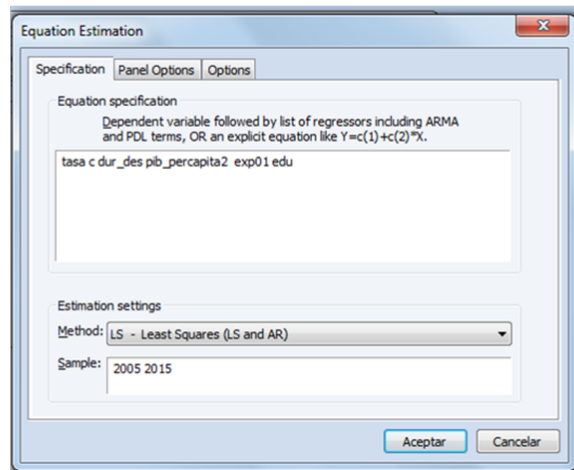 Equation Estimation
Specification
Panel Options
Options
Equation specification
Dependent variable followed by list of regressors including ARMA
and PDL terms, OR an explicit equation like Y=c(1)+c(2)*X.
tasa c dur_des pib_percapita2 exp01 edu
Estimation settings
Method:
LS - Least Squares (LS and AR)
Sample:
2005 2015
Aceptar
Cancelar